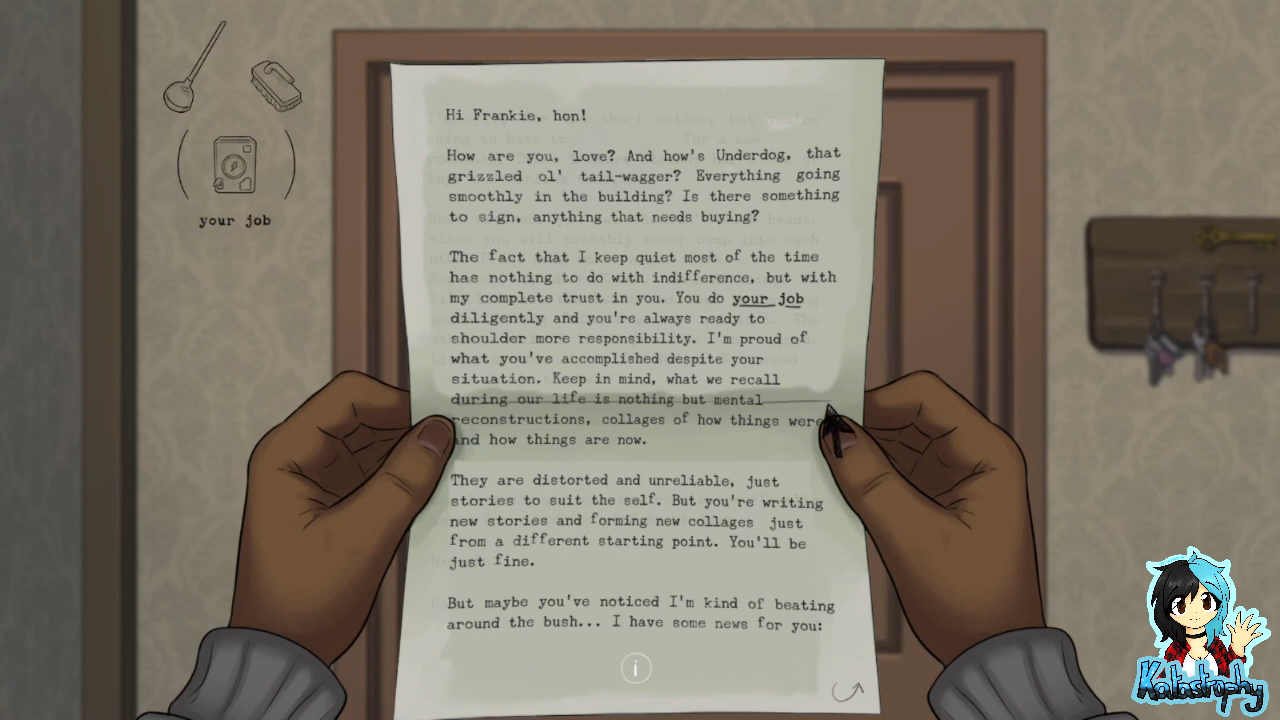 your job
Hi Frankie, hon!
How are you, love? And how's Underdog, that
grizzled ol' tail-wagger? Everything going
smoothly in the building? Is there something
to sign, anything that needs buying?
The fact that I keep quiet most of the time
has nothing to do with indifference, but with
my complete trust in you. You do your job
diligently and you're always ready to
shoulder more responsibility. I'm proud of
what you've accomplished despite your
situation. Keep in mind, what we recall
during our life is nothing but mental
reconstructions, collages of how things were
and how things are now.
They are distorted and unreliable, just
stories to suit the self. But you're writing
new stories and forming new collages just
from a different starting point. You'll be
just fine.
But maybe you've noticed I'm kind of beating
around the bush... I have some news for you:
i
Kalastrophy